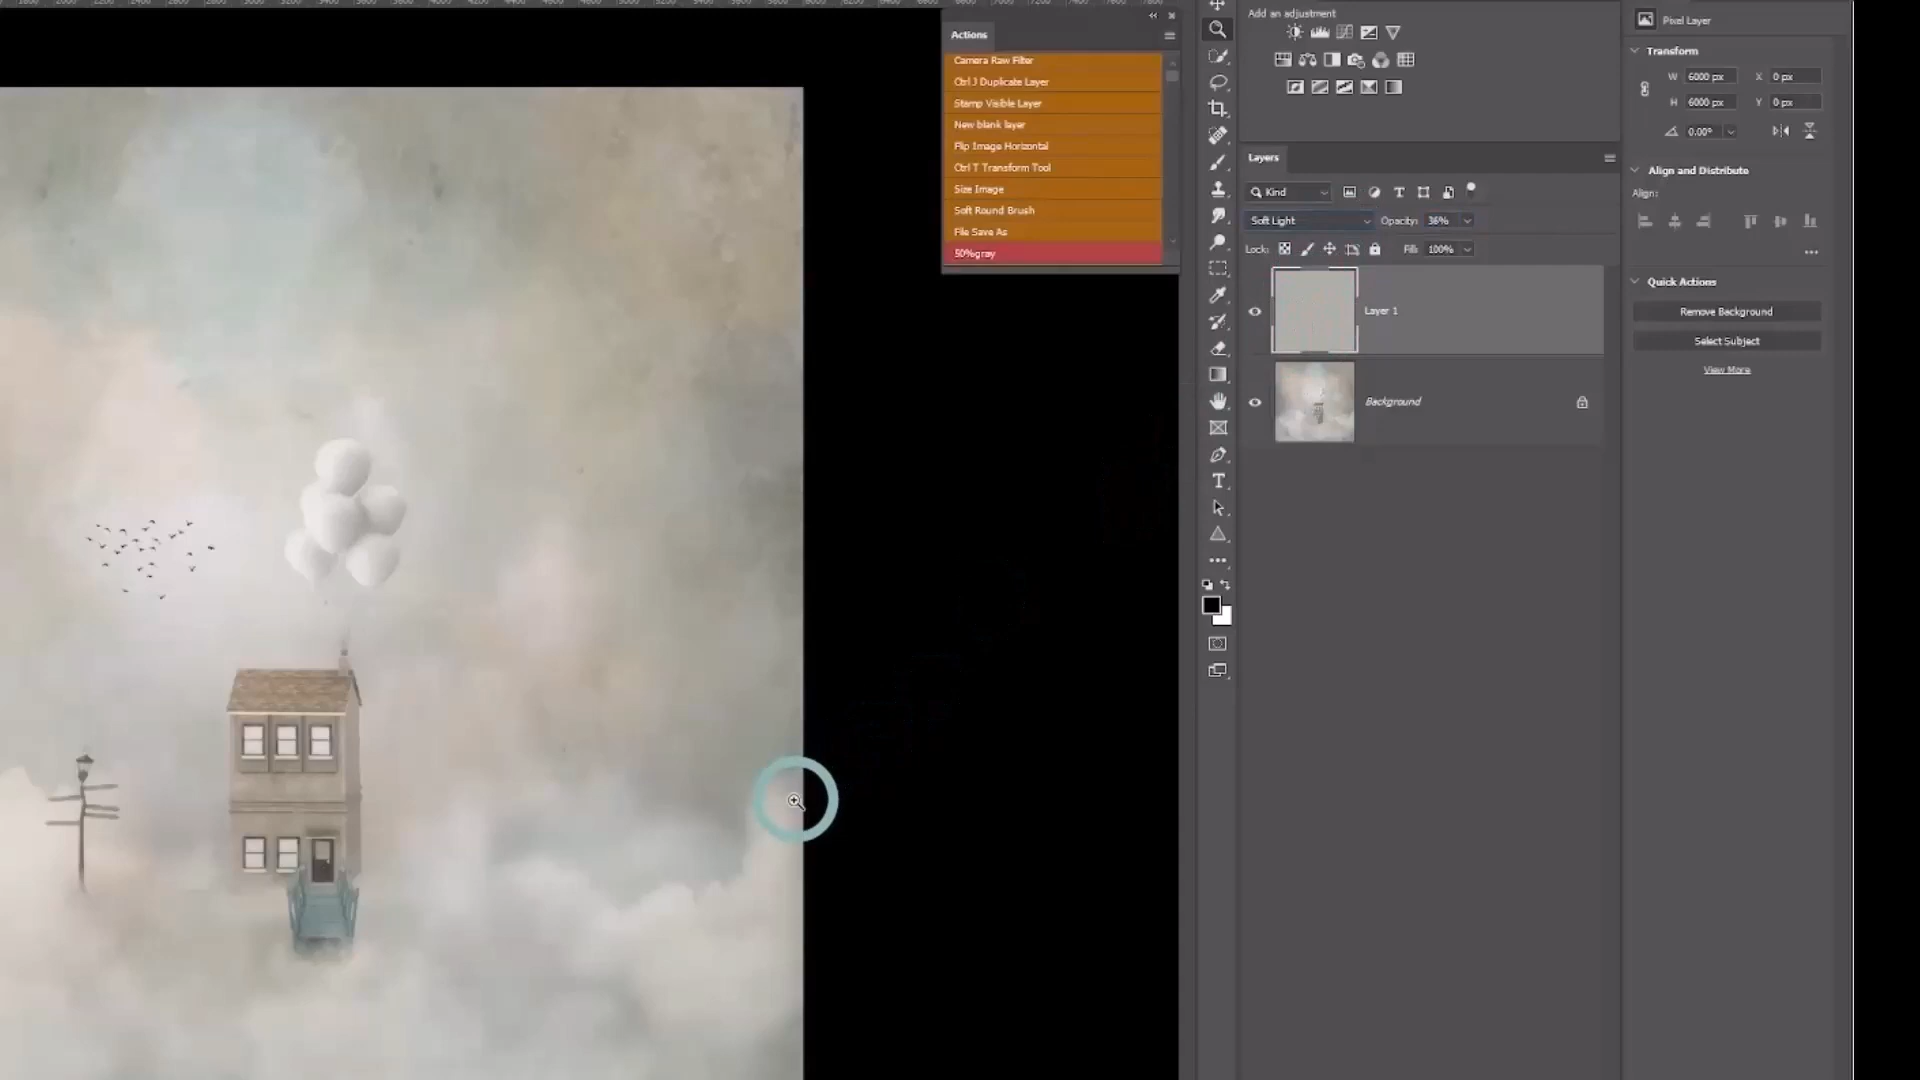 Actions
Camera Raw Filter
Ctrl J Duplicate Layer
Stamp Visible Layer
New blank layer
Flip Image Horizontal
Ctrl T Transform Tool
Size Image
Soft Round Brush
File Save As
50%gray
Add an adjustment
Layers
Kind
Soft Light
Opacity: 36%
Lock:
Fill: 100%
Layer 1
Background
Pixel Layer
Transform
W 6000 px X 0 px
H 6000 px Y 0 px
0.00°
Align and Distribute
Align:
Quick Actions
Remove Background
Select Subject
View More